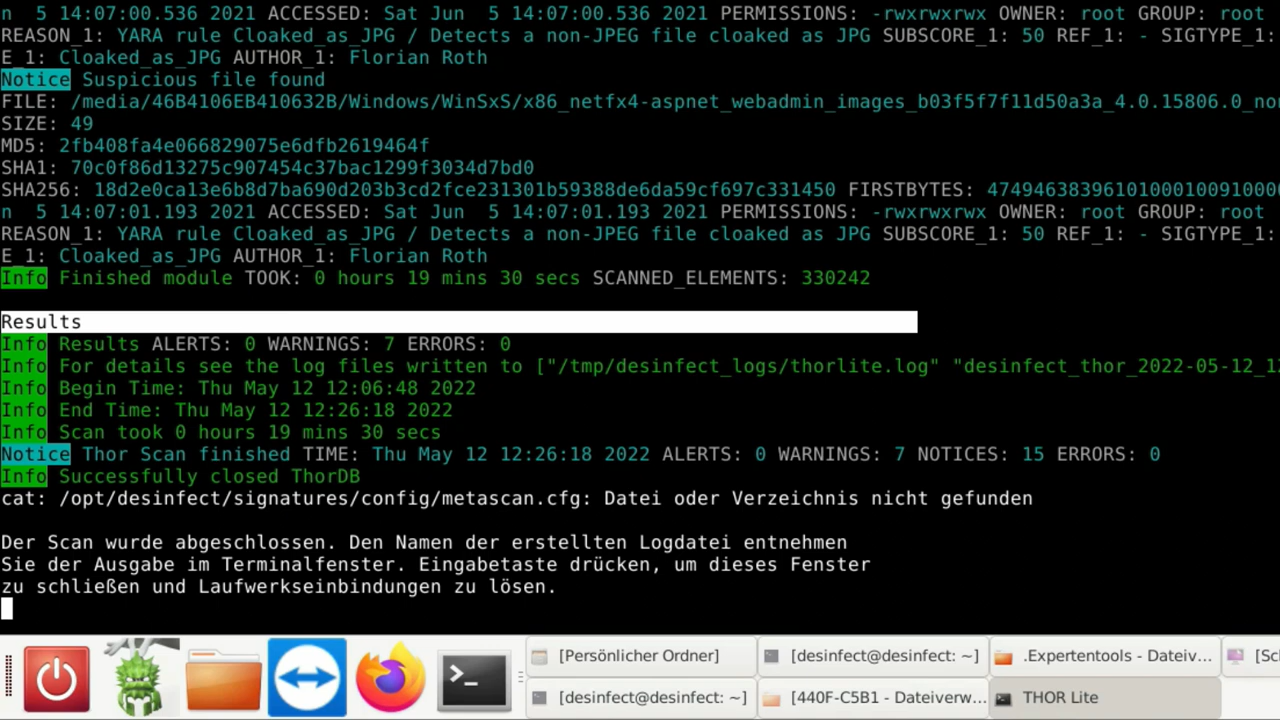 n  5 14:07:00.536 2021 ACCESSED: Sat Jun  5 14:07:00.536 2021 PERMISSIONS: -rwxrwxrwx OWNER: root GROUP: root
REASON_1: YARA rule Cloaked_as_JPG / Detects a non-JPEG file cloaked as JPG SUBSCORE_1: 50 REF_1: - SIGTYPE_1:
E_1: Cloaked_as_JPG AUTHOR_1: Florian Roth
Notice Suspicious file found
FILE: /media/46B4106EB410632B/Windows/WinSxS/x86_netfx4-aspnet_webadmin_images_b03f5f7f11d50a3a_4.0.15806.0_no
SIZE: 49
MD5: 2fb408fa4e066829075e6dfb2619464f
SHA1: 70c0f86d13275c907454c37bac1299f3034d7bd0
SHA256: 18d2e0ca13e6b8d7ba690d203b3cd2fce231301b59388de6da59cf697c331450 FIRSTBYTES: 47494638396101000100910000
n  5 14:07:01.193 2021 ACCESSED: Sat Jun  5 14:07:01.193 2021 PERMISSIONS: -rwxrwxrwx OWNER: root GROUP: root
REASON_1: YARA rule Cloaked_as_JPG / Detects a non-JPEG file cloaked as JPG SUBSCORE_1: 50 REF_1: - SIGTYPE_1:
E_1: Cloaked_as_JPG AUTHOR_1: Florian Roth
Info Finished module TOOK: 0 hours 19 mins 30 secs SCANNED_ELEMENTS: 330242
Results
Info Results ALERTS: 0 WARNINGS: 7 ERRORS: 0
Info For details see the log files written to ["/tmp/desinfect_logs/thorlite.log" "desinfect_thor_2022-05-12_12
Info Begin Time: Thu May 12 12:06:48 2022
Info End Time: Thu May 12 12:26:18 2022
Info Scan took 0 hours 19 mins 30 secs
Notice Thor Scan finished TIME: Thu May 12 12:26:18 2022 ALERTS: 0 WARNINGS: 7 NOTICES: 15 ERRORS: 0
Info Successfully closed ThorDB
cat: /opt/desinfect/signatures/config/metascan.cfg: Datei oder Verzeichnis nicht gefunden
Der Scan wurde abgeschlossen. Den Namen der erstellten Logdatei entnehmen
Sie der Ausgabe im Terminalfenster. Eingabetaste drücken, um dieses Fenster
zu schließen und Laufwerkseinbindungen zu lösen.
[Persönlicher Ordner] [desinfect@desinfect: ~] .Expertentools - Dateiv... [Sc
[desinfect@desinfect: ~] [440F-C5B1 - Dateiverw... THOR Lite